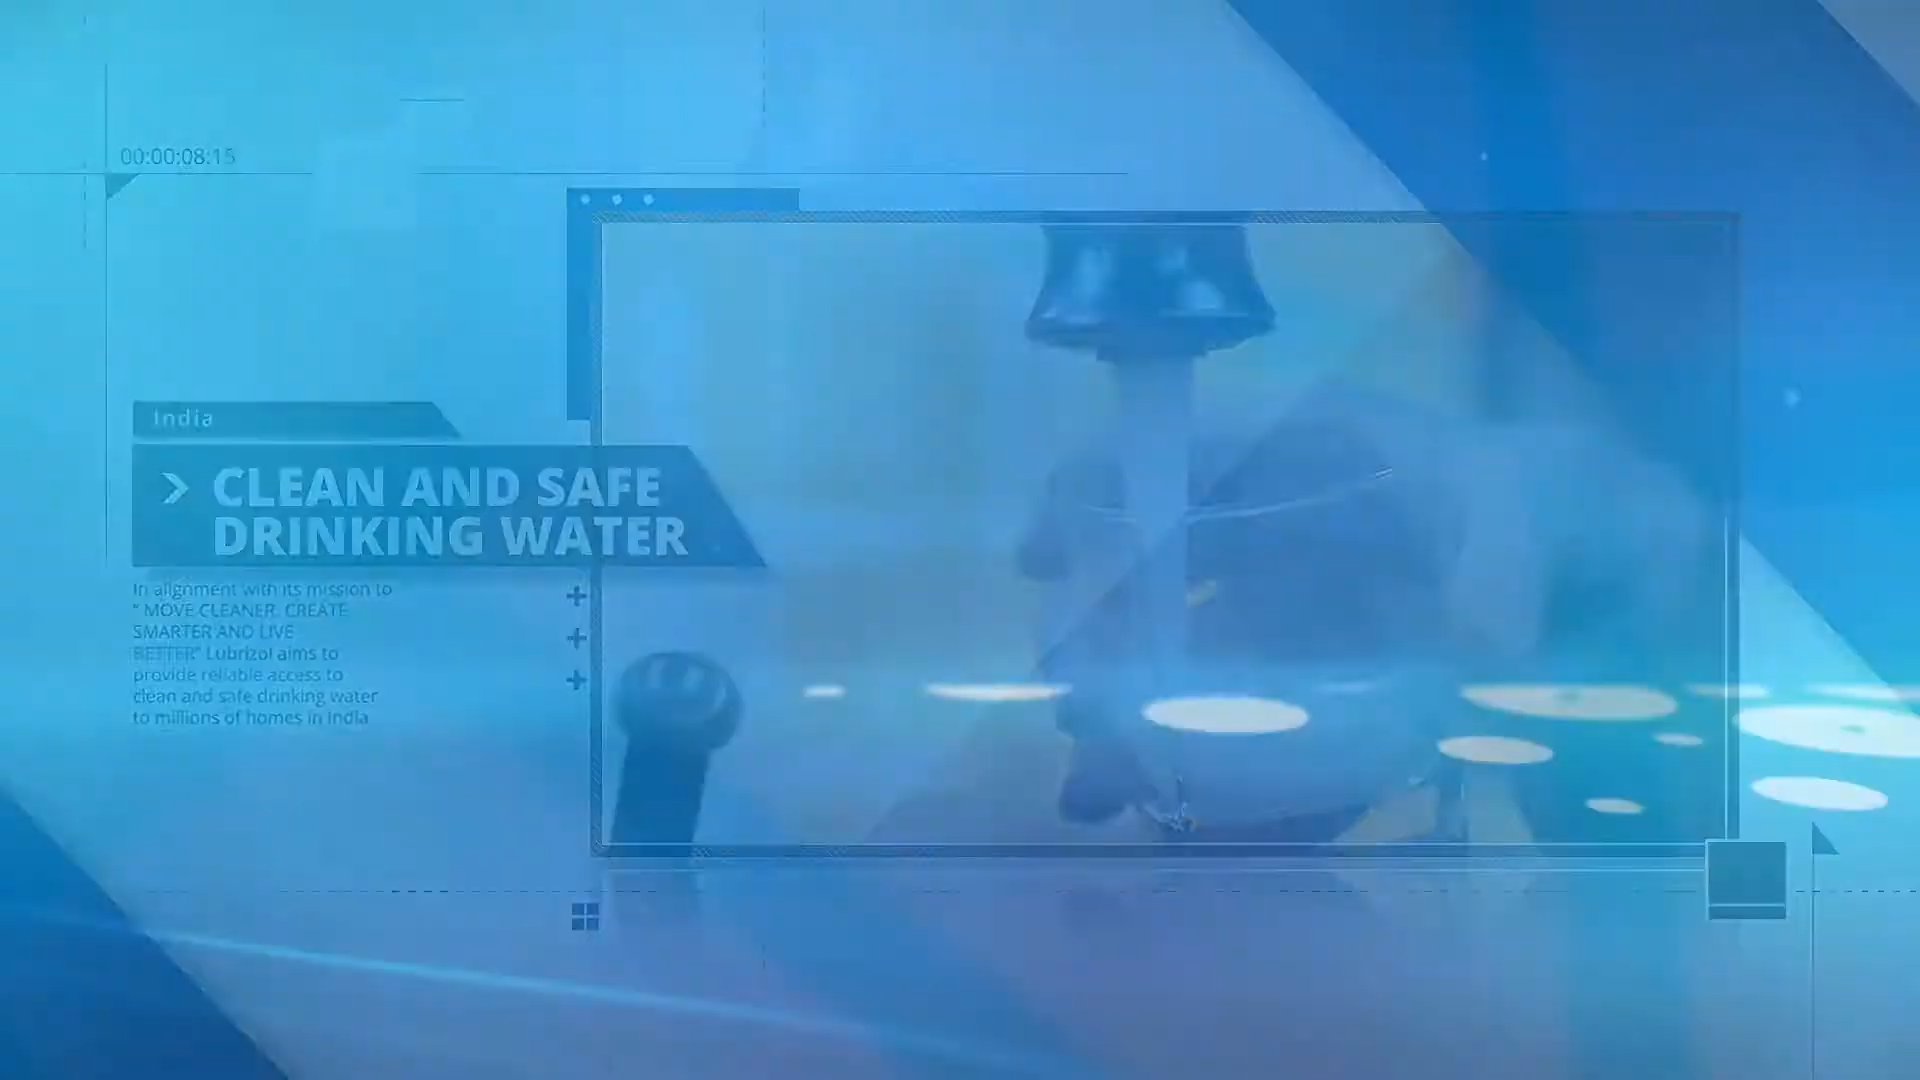 00:00:08:15
India
CLEAN AND SAFE
DRINKING WATER
In alignment with its mission to
“ MOVE CLEANER, CREATE
SMARTER AND LIVE
BETTER” Lubrizol aims to
provide reliable access to
clean and safe drinking water
to millions of homes in India